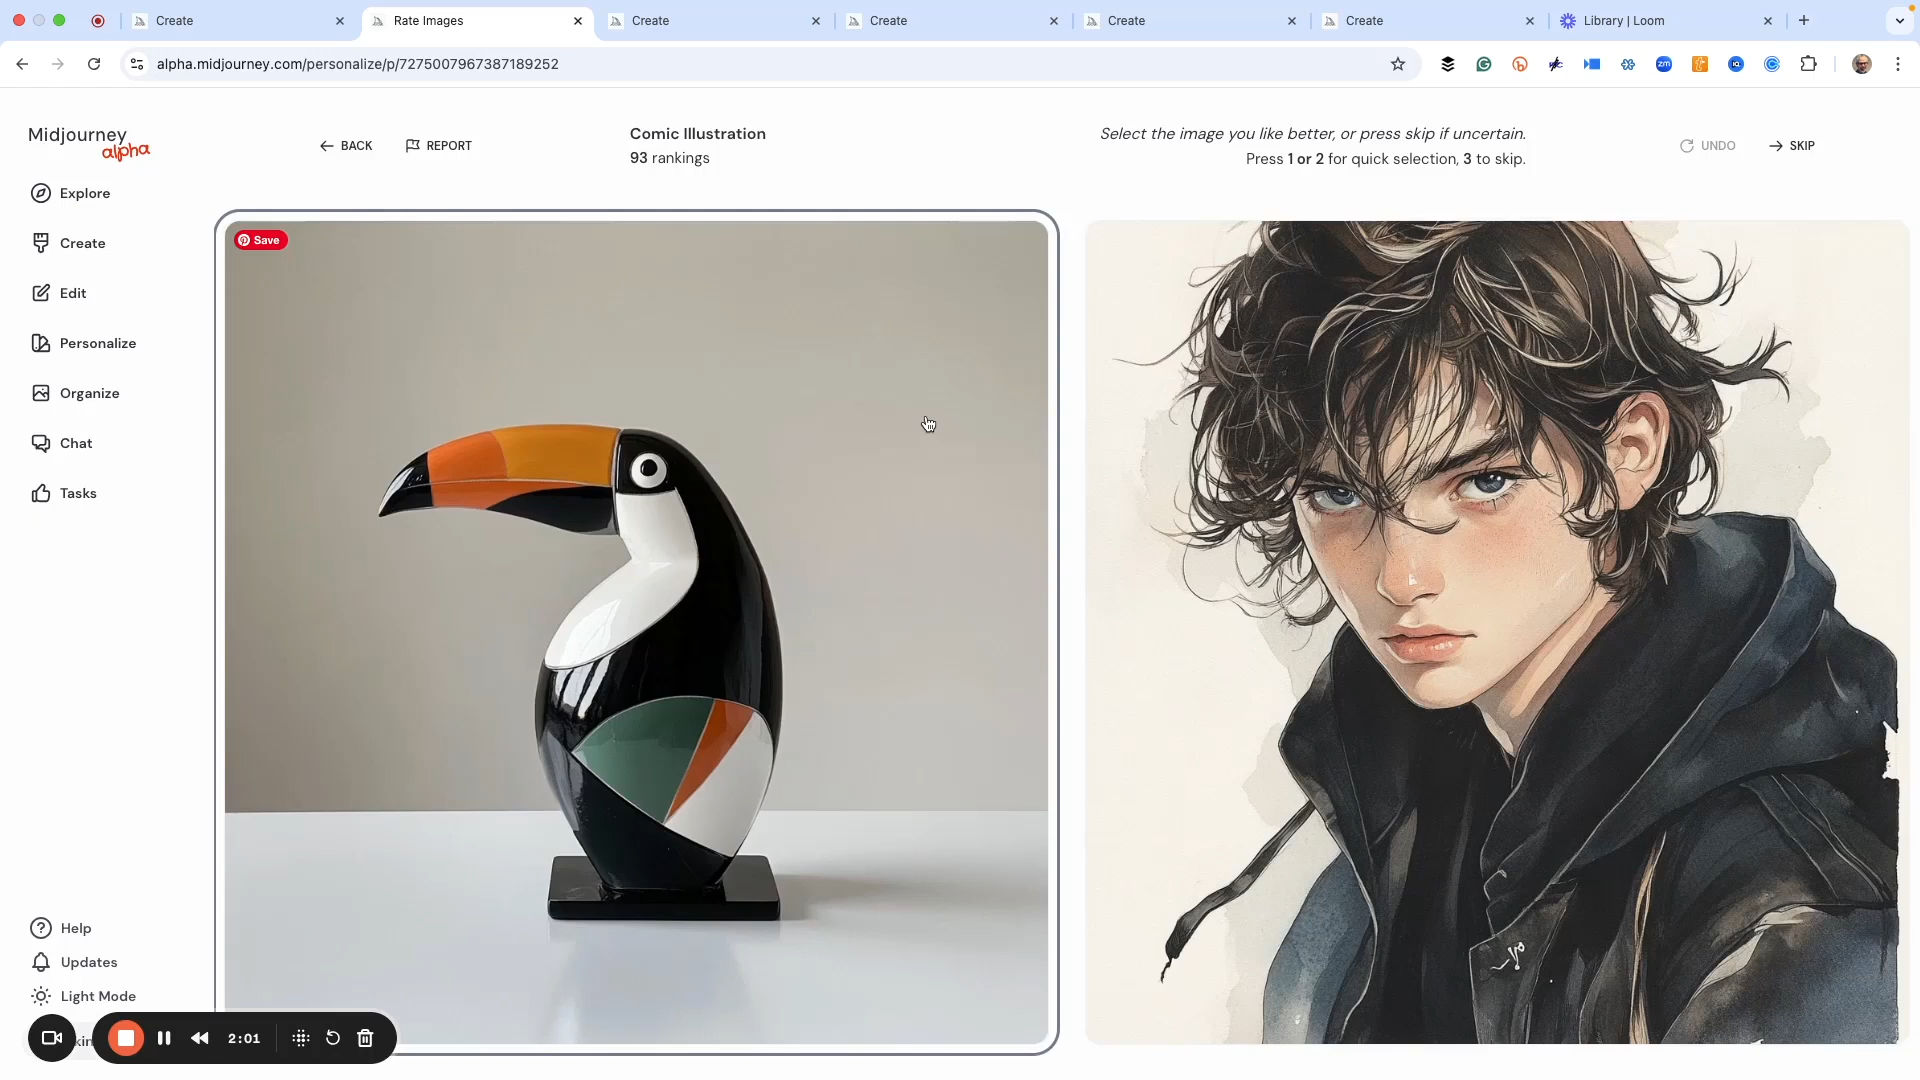 Create
Rate Images
Create
Create
Create
Create
Library | Loom
alpha.midjourney.com/personalize/p/7275007967387189252
Midjourney
alpha
BACK
REPORT
Comic Illustration
93 rankings
Select the image you like better, or press skip if uncertain.
Press 1 or 2 for quick selection, 3 to skip.
UNDO
SKIP
Explore
Create
Edit
Personalize
Organize
Chat
Tasks
Save
Help
Updates
Light Mode
2:01